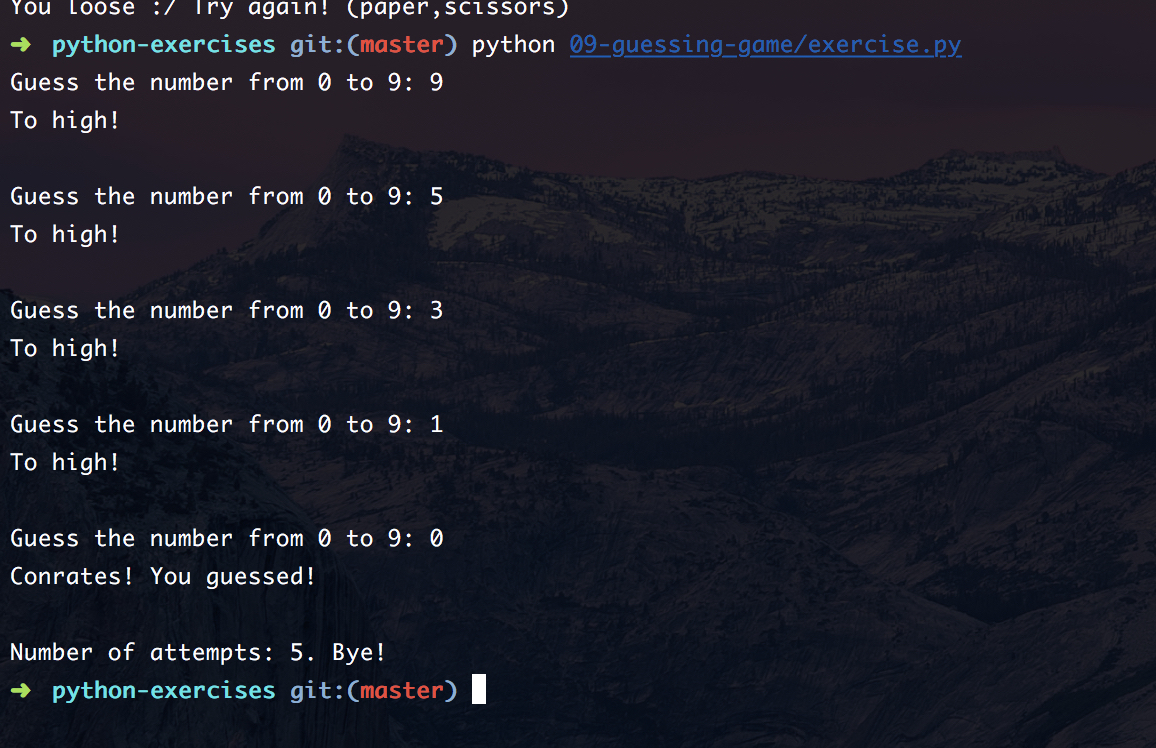 You loose :/ Try again! (paper,scissors)
➜ python-exercises git:(master) python 09-guessing-game/exercise.py
Guess the number from 0 to 9: 9
To high!
Guess the number from 0 to 9: 5
To high!
Guess the number from 0 to 9: 3
To high!
Guess the number from 0 to 9: 1
To high!
Guess the number from 0 to 9: 0
Conrates! You guessed!
Number of attempts: 5. Bye!
➜ python-exercises git:(master)